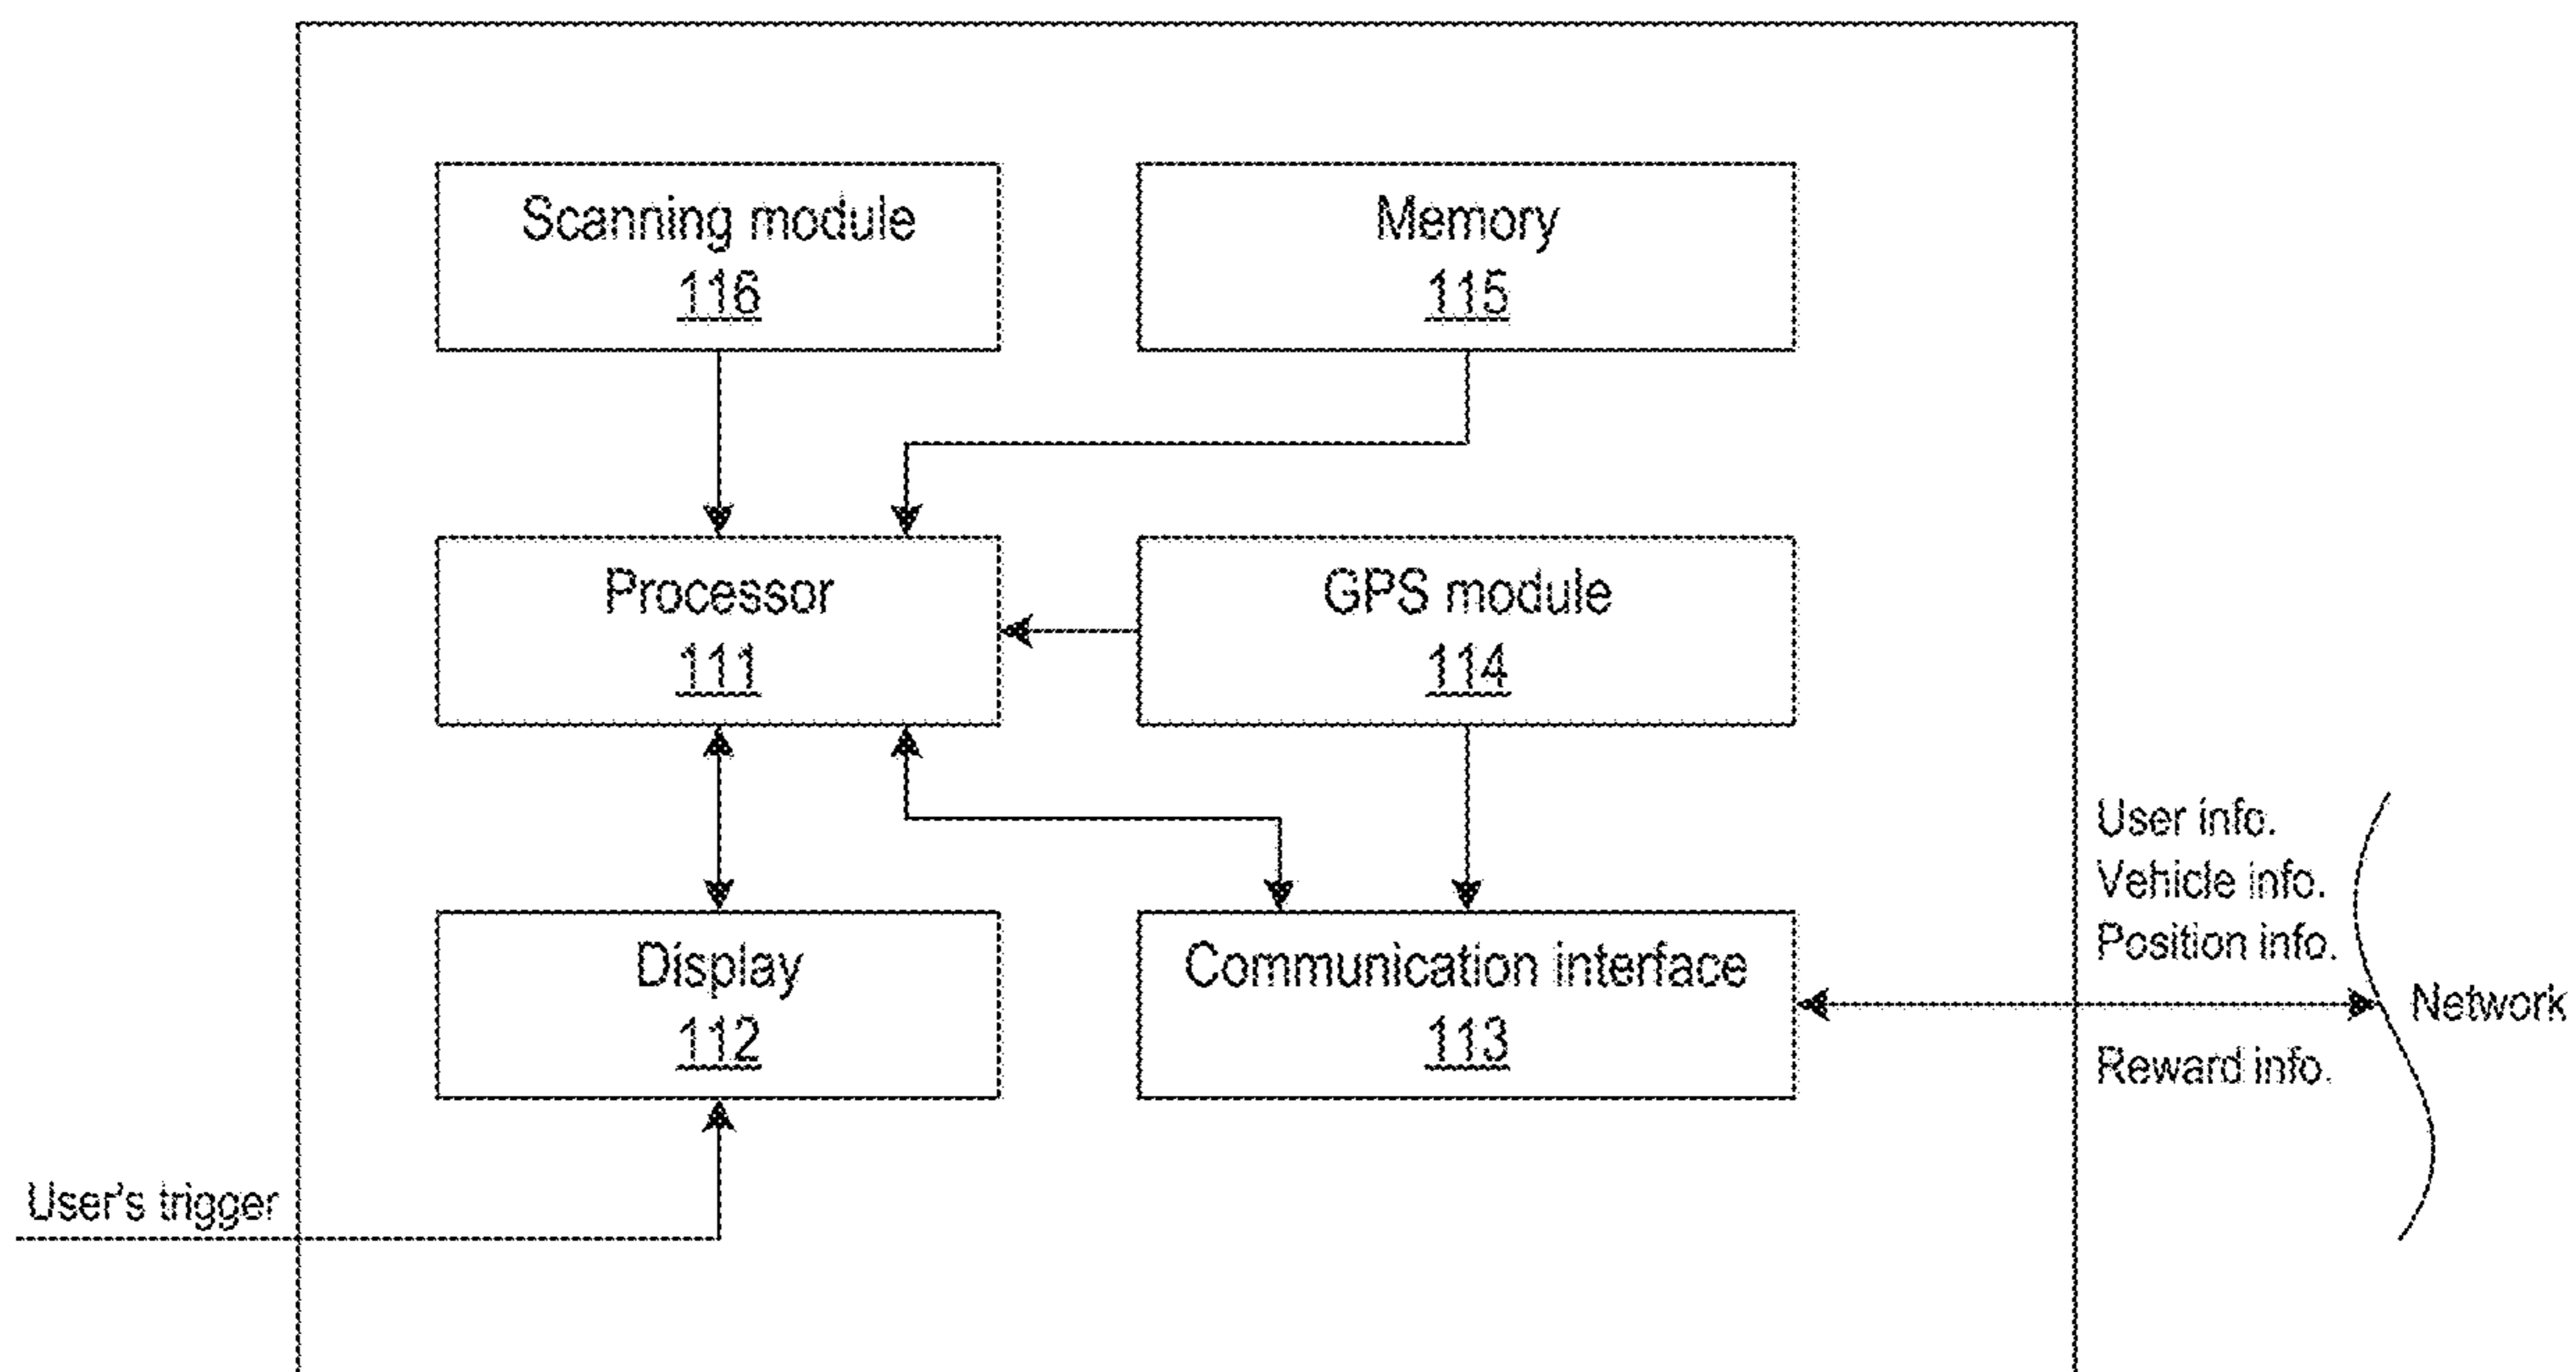 Scanning module
116
Memory
115
Processor
111
GPS module
114
Display
112
Communication interface
113
User info.
Vehicle info.
Position info.
Network
Reward info.
User's trigger